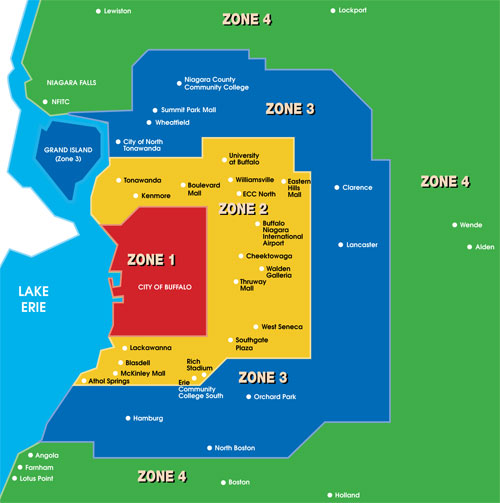 Lewiston
ZONE 4
Lockport
NIAGARA FALLS
NFITC
Niagara County
Community College
Summit Park Mall
ZONE 3
Wheatfield
City of North
Tonawanda
GRAND ISLAND
(Zone 3)
University
of Buffalo
Tonawanda
Boulevard
Mall
Williamsville
Eastern
Hills
Mall
Kenmore
ECC North
Clarence
ZONE 4
ZONE 2
Buffalo
Niagara
International
Airport
Wende
Lancaster
Alden
ZONE 1
Cheektowaga
Walden
Galleria
CITY OF BUFFALO
Thruway
Mall
LAKE
ERIE
West Seneca
Southgate
Plaza
Lackawanna
Blasdell
Rich
Stadium
McKinley Mall
Athol Springs
Erie
Community
College South
ZONE 3
Orchard Park
Hamburg
North Boston
Angola
Farnham
Lotus Point
ZONE 4
Boston
Holland